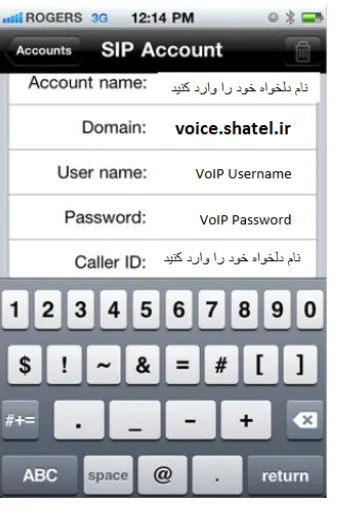 ROGERS 3G 12:14 PM
Accounts SIP Account
Account name: نام دلخواه خود را وارد کنید
Domain: voice.shatel.ir
User name: VoIP Username
Password: VoIP Password
Caller ID: نام دلخواه خود را وارد کنید
1 2 3 4 5 6 7 8 9 0
$ ! ~ & = # [ ]
#+= . _ - +
ABC space @ . return